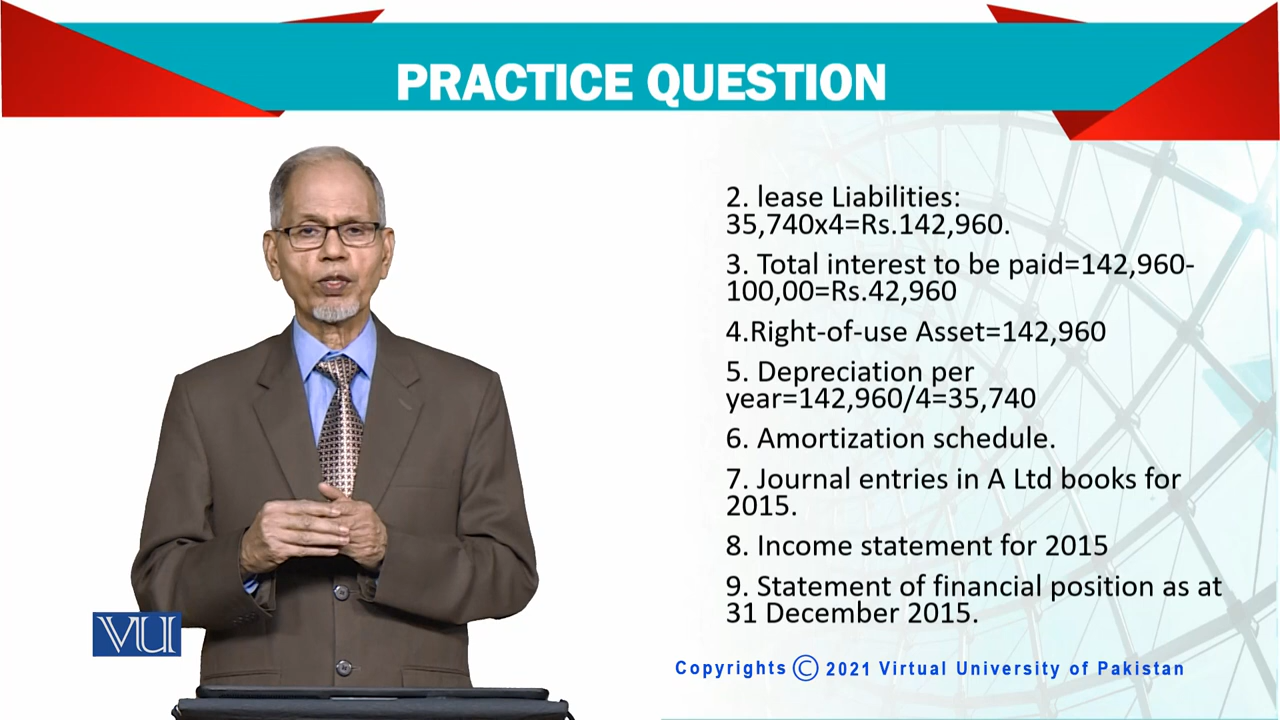 PRACTICE QUESTION
2. lease Liabilities:
35,740x4=Rs.142,960.
3. Total interest to be paid=142,960-
100,00=Rs.42,960
4.Right-of-use Asset=142,960
5. Depreciation per
year=142,960/4=35,740
6. Amortization schedule.
7. Journal entries in A Ltd books for
2015.
8. Income statement for 2015
9. Statement of financial position as at
31 December 2015.
VU
Copyrights © 2021 Virtual University of Pakistan